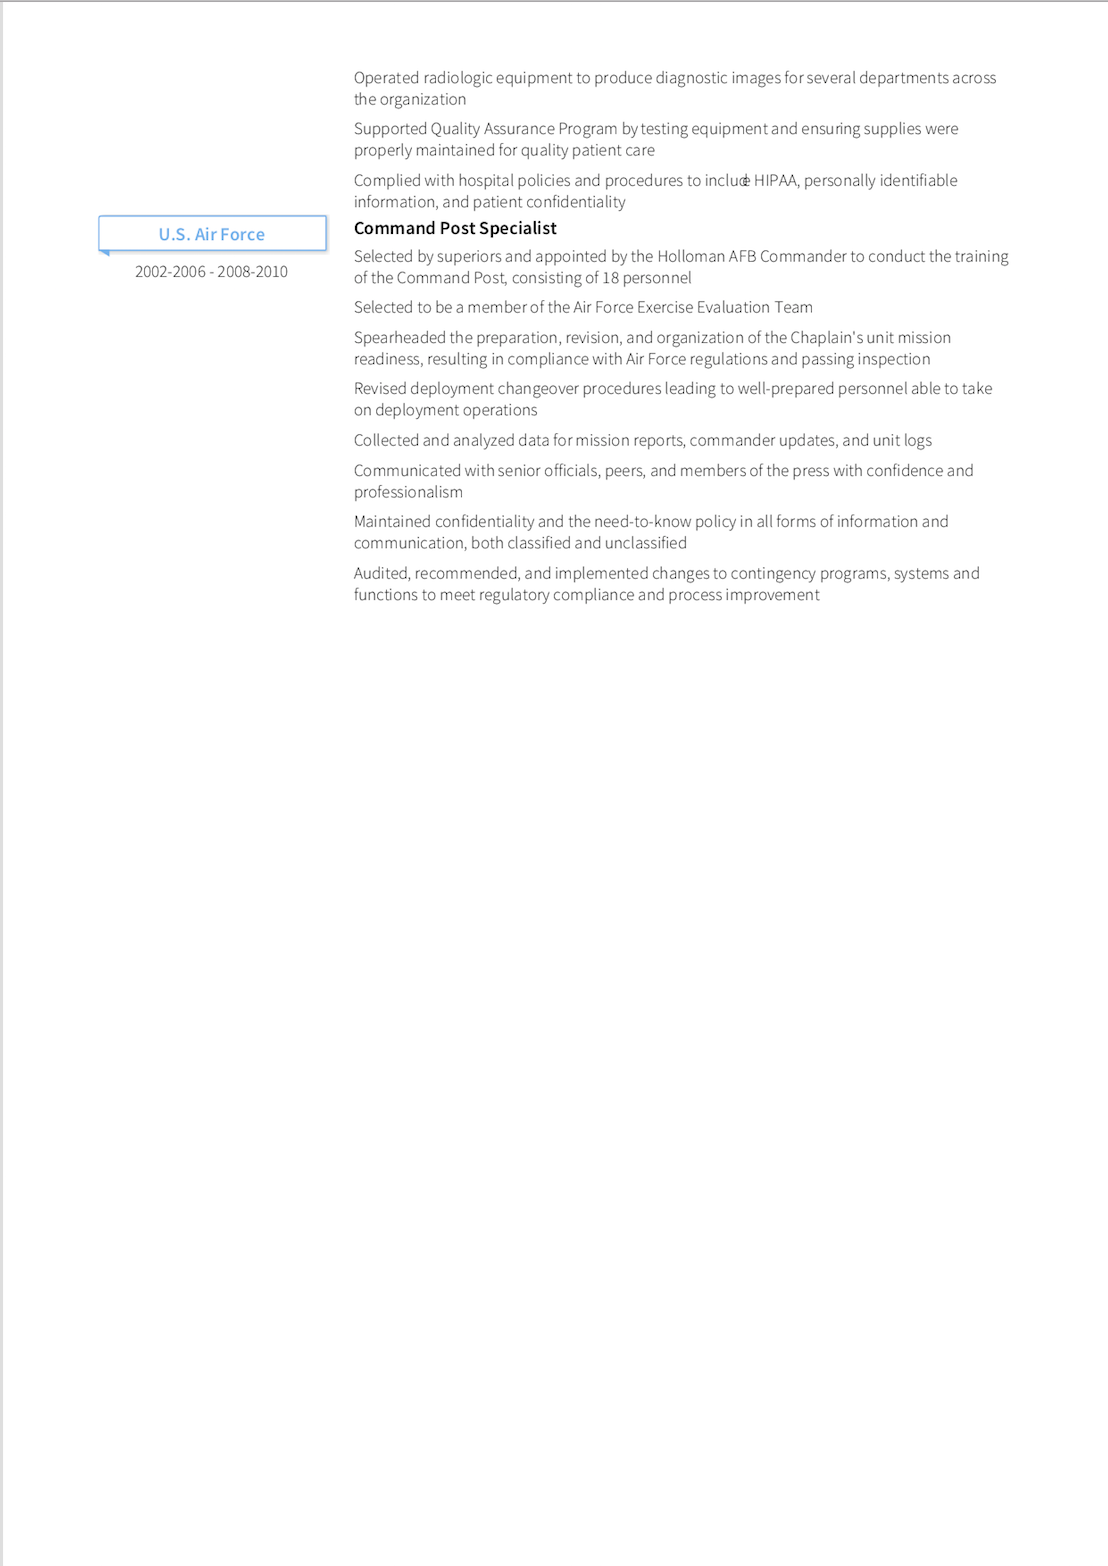 Operated radiologic equipment to produce diagnostic images for several departments across
the organization
Supported Quality Assurance Program by testing equipment and ensuring supplies were
properly maintained for quality patient care
Complied with hospital policies and procedures to include HIPAA, personally identifiable
information, and patient confidentiality
U.S. Air Force
2002-2006 - 2008-2010
Command Post Specialist
Selected by superiors and appointed by the Holloman AFB Commander to conduct the training
of the Command Post, consisting of 18 personnel
Selected to be a member of the Air Force Exercise Evaluation Team
Spearheaded the preparation, revision, and organization of the Chaplain's unit mission
readiness, resulting in compliance with Air Force regulations and passing inspection
Revised deployment changeover procedures leading to well-prepared personnel able to take
on deployment operations
Collected and analyzed data for mission reports, commander updates, and unit logs
Communicated with senior officials, peers, and members of the press with confidence and
professionalism
Maintained confidentiality and the need-to-know policy in all forms of information and
communication, both classified and unclassified
Audited, recommended, and implemented changes to contingency programs, systems and
functions to meet regulatory compliance and process improvement